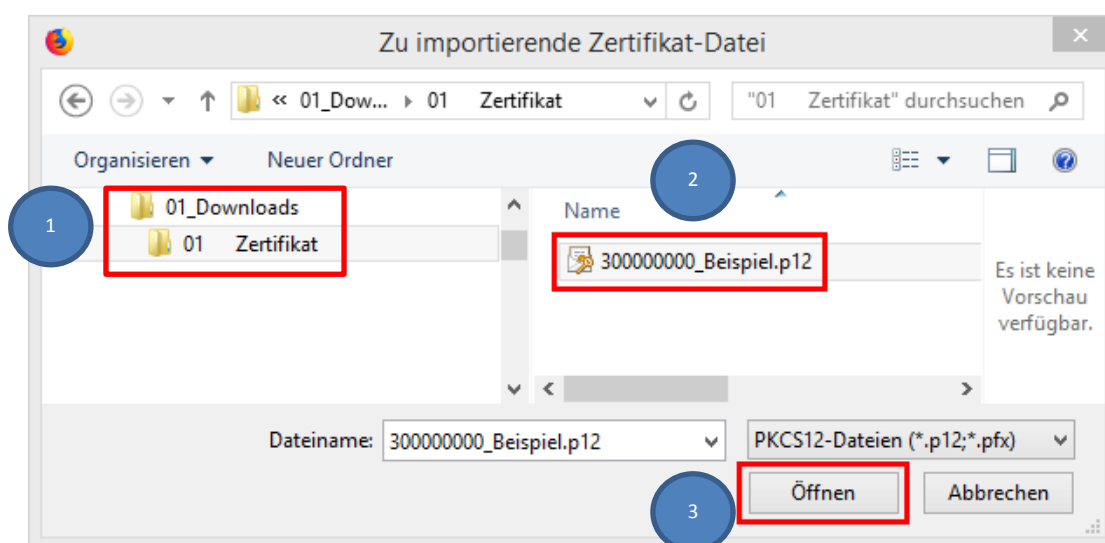 Zu importierende Zertifikat-Datei
« 01_Dow... 01 Zertifikat
"01 Zertifikat" durchsuchen
Organisieren
Neuer Ordner
1
01_Downloads
01 Zertifikat
2
Name
300000000_Beispiel.p12
Es ist keine
Vorschau
verfügbar.
Dateiname:
300000000_Beispiel.p12
PKCS12-Dateien (*.p12;*.pfx)
3
Öffnen
Abbrechen